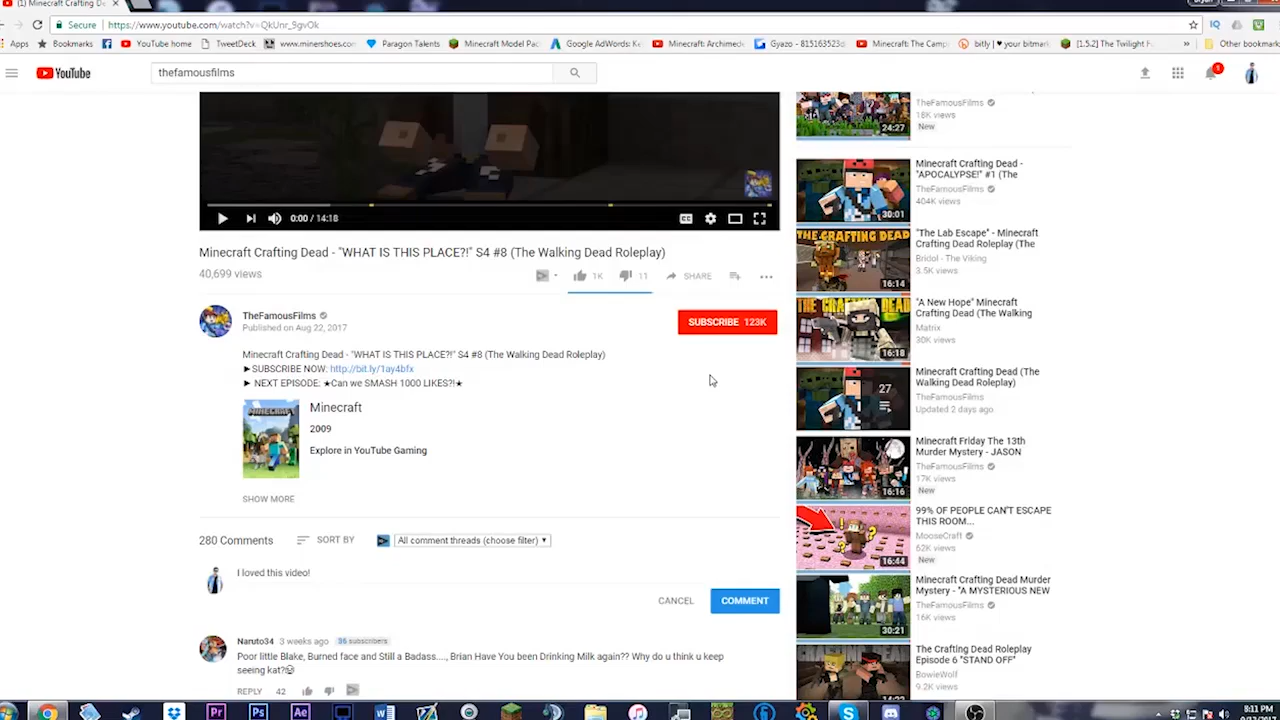 (1) Minecraft Crafting De
Secure https://www.youtube.com/watch?v=QkUnr_9gvOk
Apps Bookmarks YouTube home TweetDeck www.minershoes.com Paragon Talents Minecraft Model Pac Google AdWords: Ke Minecraft: Archimed Gyazo - 815163523d Minecraft: The Camp bitly | ♥ your bitmark [1.5.2] The Twilight F » Other bookmark
YouTube
thefamousfilms
1
TheFamousFilms
18K views
New
24:27
0:00 / 14:18
Minecraft Crafting Dead - "WHAT IS THIS PLACE?!" S4 #8 (The Walking Dead Roleplay)
40,699 views
1K 11 SHARE
TheFamousFilms
Published on Aug 22, 2017
SUBSCRIBE 123K
Minecraft Crafting Dead - "WHAT IS THIS PLACE?!" S4 #8 (The Walking Dead Roleplay)
► SUBSCRIBE NOW: http://bit.ly/1ay4bfx
► NEXT EPISODE: ★Can we SMASH 1000 LIKES?!★
MINECRAFT
Minecraft
2009
Explore in YouTube Gaming
SHOW MORE
280 Comments SORT BY All comment threads (choose filter)
I loved this video!
CANCEL COMMENT
Naruto34 3 weeks ago 36 subscribers
Poor little Blake, Burned face and Still a Badass...., Brian have You been Drinking Milk again?? Why do u think u keep
seeing kat?
REPLY 42
Minecraft Crafting Dead -
"APOCALYPSE!" #1 (The
TheFamousFilms
404K views
30:01
THE CRAFTING DEAD
"The Lab Escape" - Minecraft
Crafting Dead Roleplay (The
Bridol - The Viking
3.5K views
16:14
"A New Hope" Minecraft
Crafting Dead (The Walking
Matrix
30K views
16:18
Minecraft Crafting Dead (The
Walking Dead Roleplay)
TheFamousFilms
Updated 2 days ago
27
Minecraft Friday The 13th
Murder Mystery - JASON
TheFamousFilms
17K views
New
16:16
99% OF PEOPLE CAN'T ESCAPE
THIS ROOM...
MooseCraft
62K views
New
16:44
Minecraft Crafting Dead Murder
Mystery - "A MYSTERIOUS NEW
TheFamousFilms
16K views
30:21
The Crafting Dead Roleplay
Episode 6 "STAND OFF"
BowieWolf
9.2K views
8:11 PM